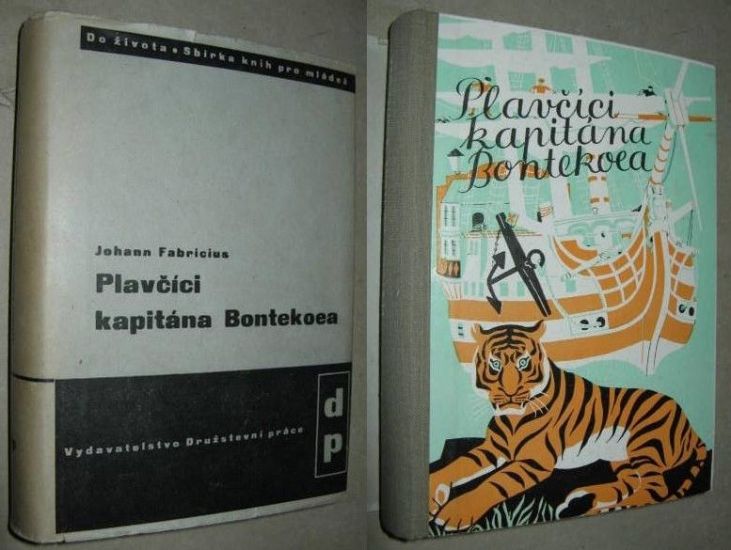 Do života • Sbírka knih pro mládež
Johann Fabricius
Plavčíci
kapitána Bontekoea
Vydavatelstvo Družstevní práce
d
p
Plavčíci
kapitána
Bontekoea